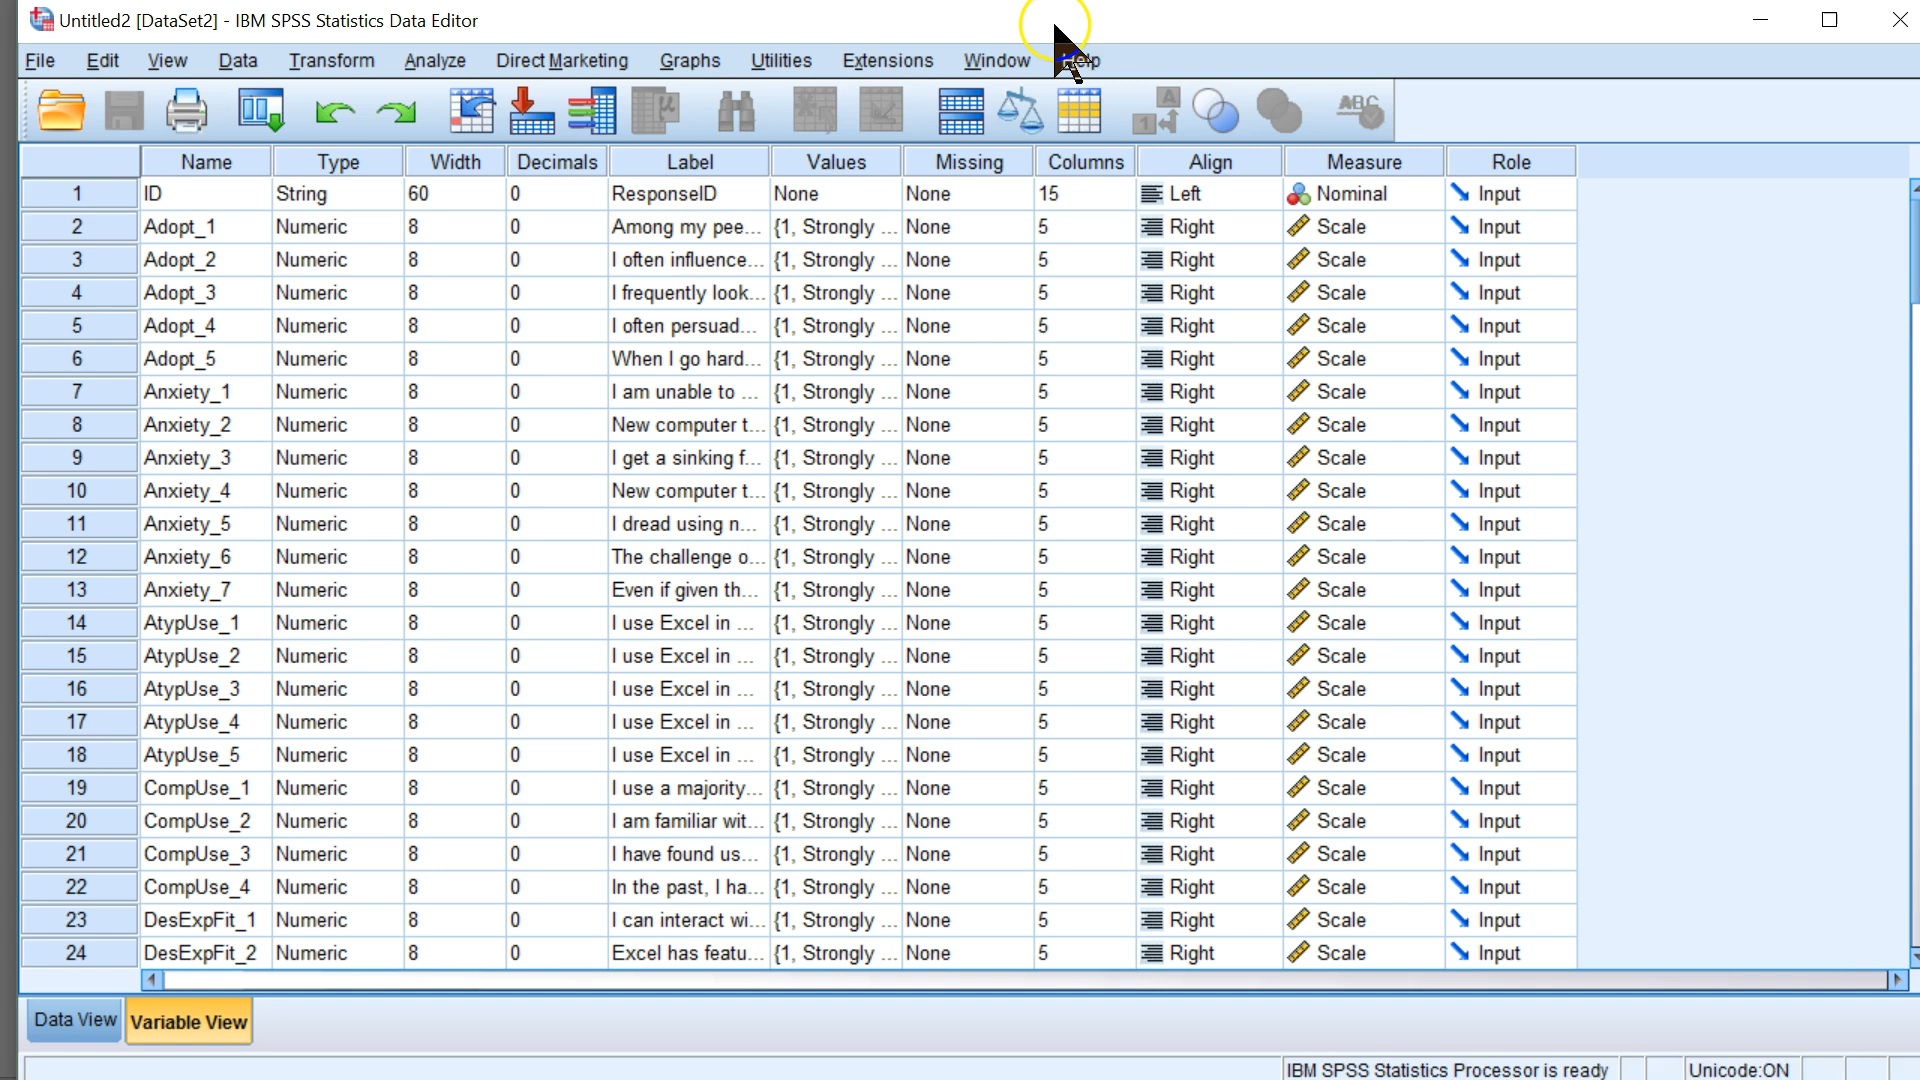 Untitled2 [DataSet2] - IBM SPSS Statistics Data Editor
File Edit View Data Transform Analyze Direct Marketing Graphs Utilities Extensions Window
Name Type Width Decimals Label Values Missing Columns Align Measure Role
1 ID String 60 0 ResponseID None None 15 Left Nominal Input
2 Adopt_1 Numeric 8 0 Among my pee... {1, Strongly ... None 5 Right Scale Input
3 Adopt_2 Numeric 8 0 I often influence... {1, Strongly ... None 5 Right Scale Input
4 Adopt_3 Numeric 8 0 I frequently look... {1, Strongly ... None 5 Right Scale Input
5 Adopt_4 Numeric 8 0 I often persuad... {1, Strongly ... None 5 Right Scale Input
6 Adopt_5 Numeric 8 0 When I go hard... {1, Strongly ... None 5 Right Scale Input
7 Anxiety_1 Numeric 8 0 I am unable to ... {1, Strongly ... None 5 Right Scale Input
8 Anxiety_2 Numeric 8 0 New computer t... {1, Strongly ... None 5 Right Scale Input
9 Anxiety_3 Numeric 8 0 I get a sinking f... {1, Strongly ... None 5 Right Scale Input
10 Anxiety_4 Numeric 8 0 New computer t... {1, Strongly ... None 5 Right Scale Input
11 Anxiety_5 Numeric 8 0 I dread using n... {1, Strongly ... None 5 Right Scale Input
12 Anxiety_6 Numeric 8 0 The challenge o... {1, Strongly ... None 5 Right Scale Input
13 Anxiety_7 Numeric 8 0 Even if given th... {1, Strongly ... None 5 Right Scale Input
14 AtypUse_1 Numeric 8 0 I use Excel in ... {1, Strongly ... None 5 Right Scale Input
15 AtypUse_2 Numeric 8 0 I use Excel in ... {1, Strongly ... None 5 Right Scale Input
16 AtypUse_3 Numeric 8 0 I use Excel in ... {1, Strongly ... None 5 Right Scale Input
17 AtypUse_4 Numeric 8 0 I use Excel in ... {1, Strongly ... None 5 Right Scale Input
18 AtypUse_5 Numeric 8 0 I use Excel in ... {1, Strongly ... None 5 Right Scale Input
19 CompUse_1 Numeric 8 0 I use a majority... {1, Strongly ... None 5 Right Scale Input
20 CompUse_2 Numeric 8 0 I am familiar wit... {1, Strongly ... None 5 Right Scale Input
21 CompUse_3 Numeric 8 0 I have found us... {1, Strongly ... None 5 Right Scale Input
22 CompUse_4 Numeric 8 0 In the past, I ha... {1, Strongly ... None 5 Right Scale Input
23 DesExpFit_1 Numeric 8 0 I can interact wi... {1, Strongly ... None 5 Right Scale Input
24 DesExpFit_2 Numeric 8 0 Excel has featu... {1, Strongly ... None 5 Right Scale Input
Data View Variable View
IBM SPSS Statistics Processor is ready Unicode:ON